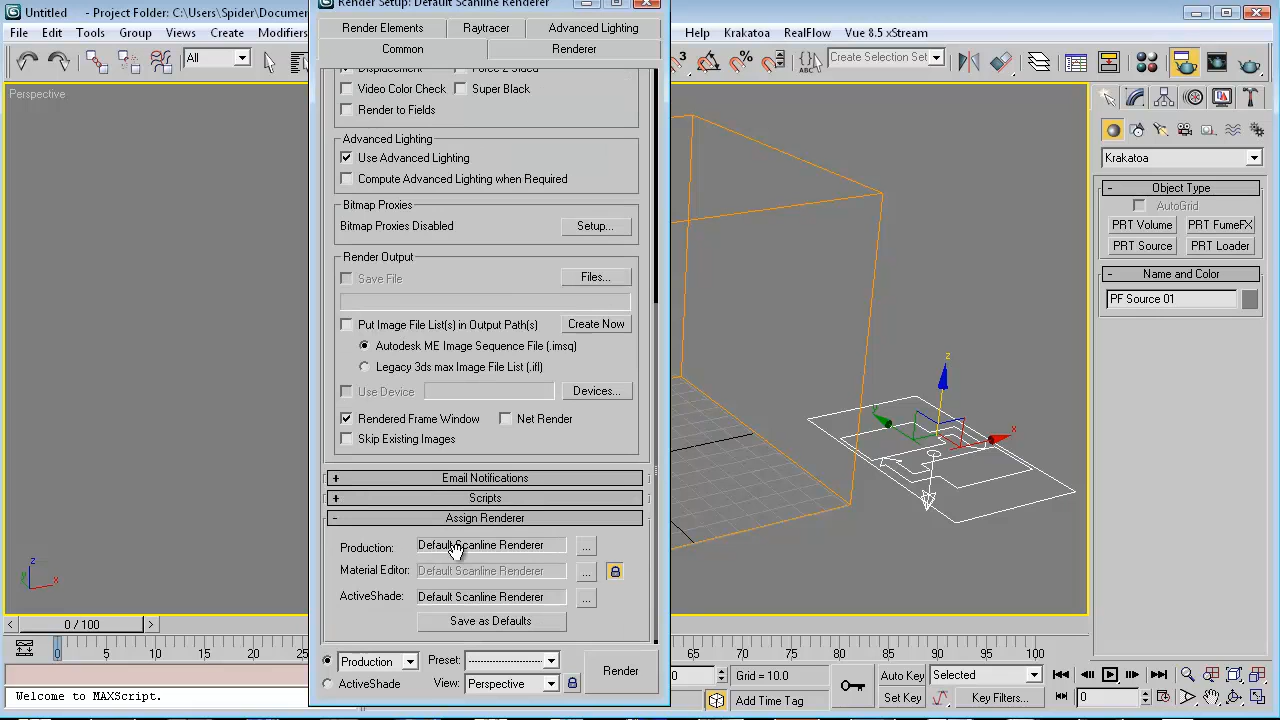 Untitled - Project Folder: C:\Users\Spider\Documen
Render Setup: Default Scanline Renderer
File Edit Tools Group Views Create Modifiers
Help Krakatoa RealFlow Vue 8.5 xStream
Render Elements Raytracer Advanced Lighting
Common Renderer
All
3
Create Selection Set
Perspective
Video Color Check Super Black
Render to Fields
Advanced Lighting
Use Advanced Lighting
Compute Advanced Lighting when Required
Bitmap Proxies
Bitmap Proxies Disabled Setup...
Render Output
Save File Files...
Put Image File List(s) in Output Path(s) Create Now
Autodesk ME Image Sequence File (.imsq)
Legacy 3ds max Image File List (.ifl)
Use Device Devices...
Rendered Frame Window Net Render
Skip Existing Images
+ Email Notifications
+ Scripts
- Assign Renderer
Production: Default Scanline Renderer ...
Material Editor: Default Scanline Renderer ...
ActiveShade: Default Scanline Renderer ...
Save as Defaults
Production Preset: --------------------
Render
ActiveShade View: Perspective
Krakatoa
- Object Type
AutoGrid
PRT Volume PRT FumeFX
PRT Source PRT Loader
- Name and Color
PF Source 01
z
x
z
y x
< 0 / 100 >
0 5 65 70 75 80 85 90 95 100
0 Grid = 10.0
Add Time Tag
Auto Key Selected
Set Key Key Filters...
0
Welcome to MAXScript.